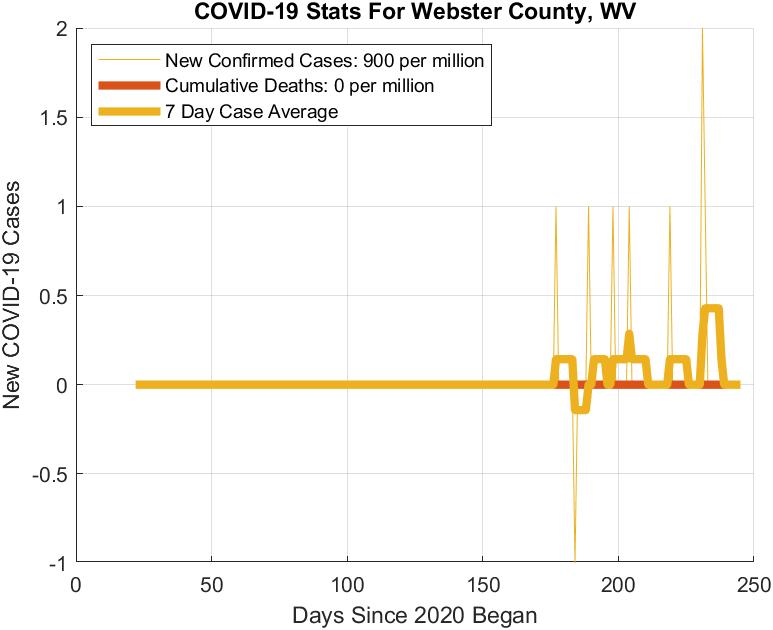 COVID-19 Stats For Webster County, WV
New Confirmed Cases: 900 per million
Cumulative Deaths: 0 per million
7 Day Case Average
New COVID-19 Cases
2
1.5
1
0.5
0
-0.5
-1
0 50 100 150 200 250
Days Since 2020 Began